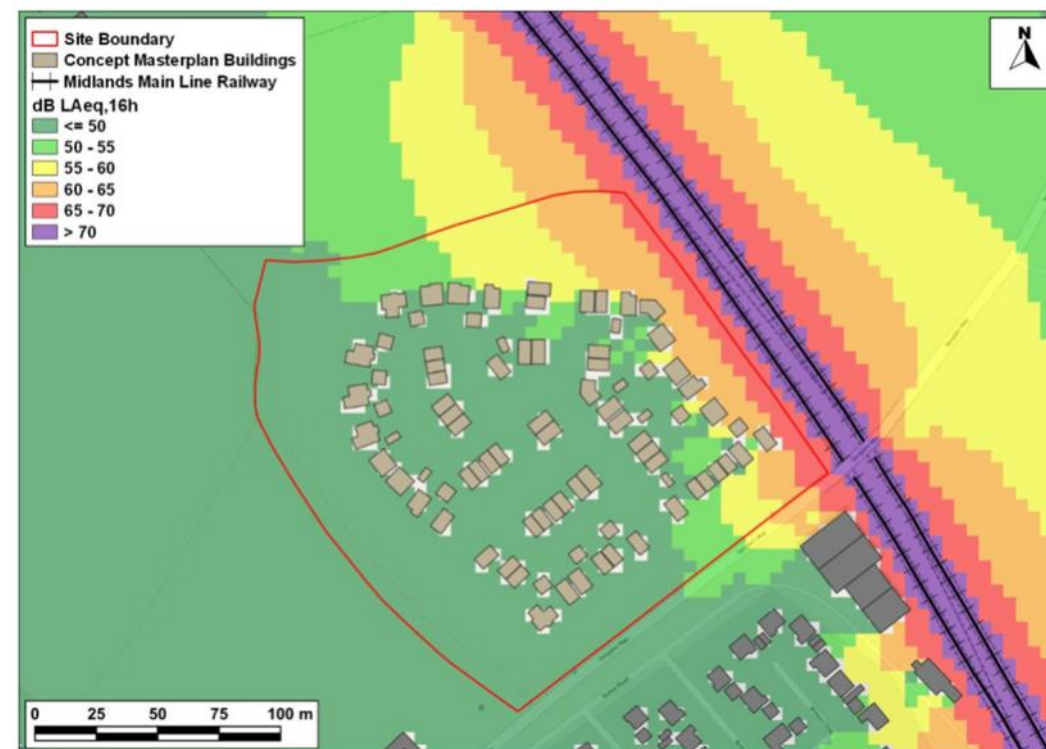 Site Boundary
Concept Masterplan Buildings
Midlands Main Line Railway
dB LAeq,16h
<= 50
50 - 55
55 - 60
60 - 65
65 - 70
> 70
N
0 25 50 75 100 m